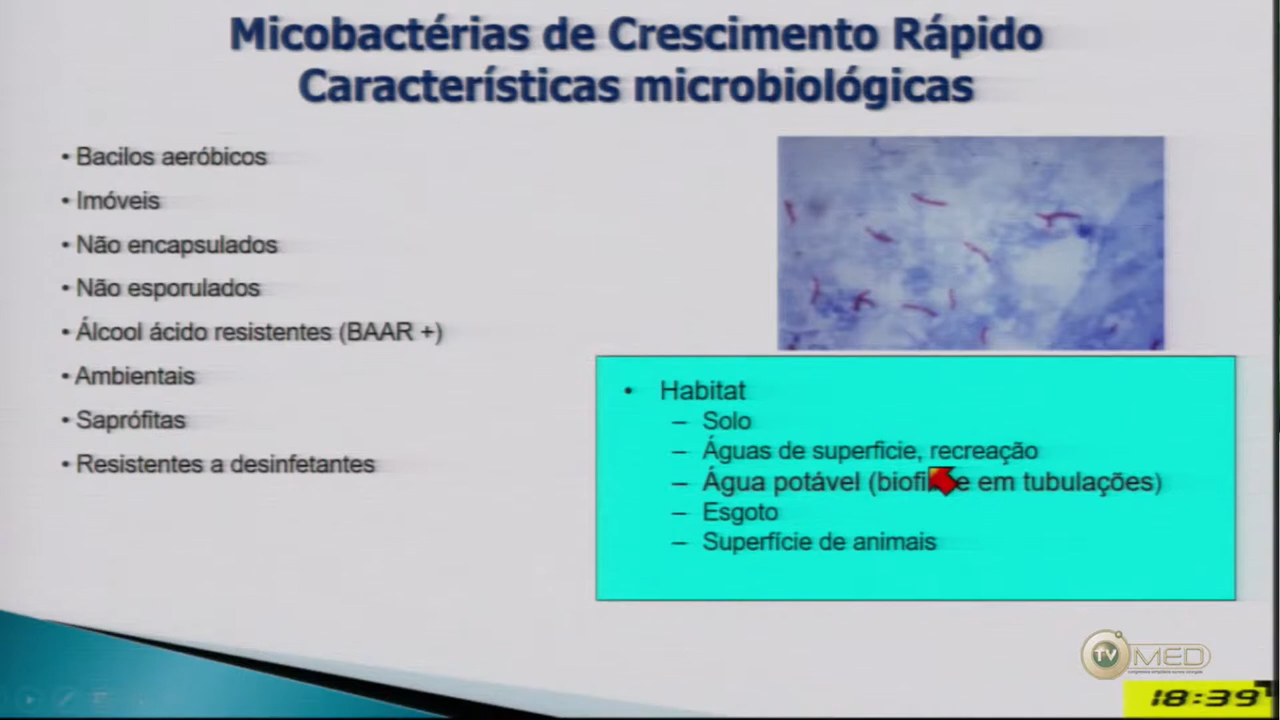 Micobactérias de Crescimento Rápido
Características microbiológicas
• Bacilos aeróbicos
• Imóveis
• Não encapsulados
• Não esporulados
• Álcool ácido resistentes (BAAR +)
• Ambientais
• Saprófitas
• Resistentes a desinfetantes
• Habitat
– Solo
– Águas de superficie, recreação
– Água potável em tubulações)
– Esgoto
– Superfície de animais
TV MED
18:39